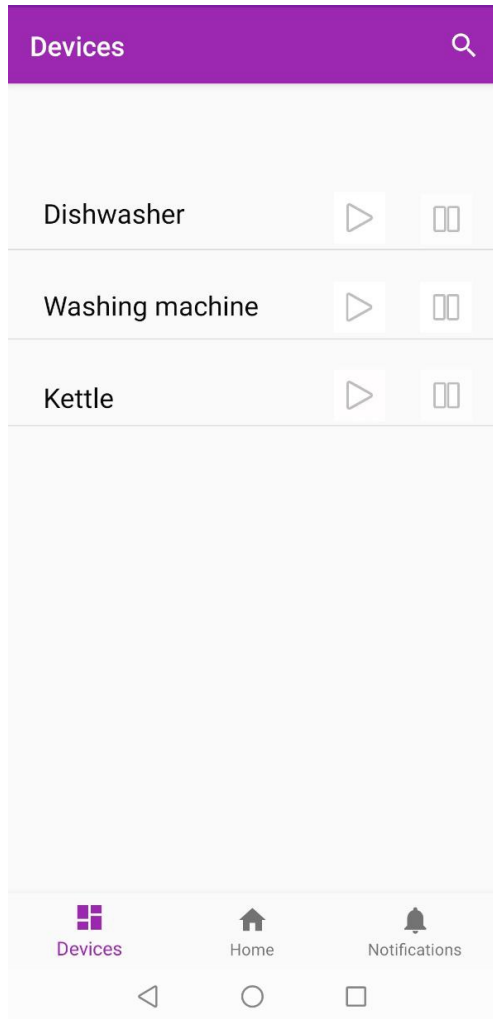 Devices
Dishwasher
Washing machine
Kettle
Devices
Home
Notifications